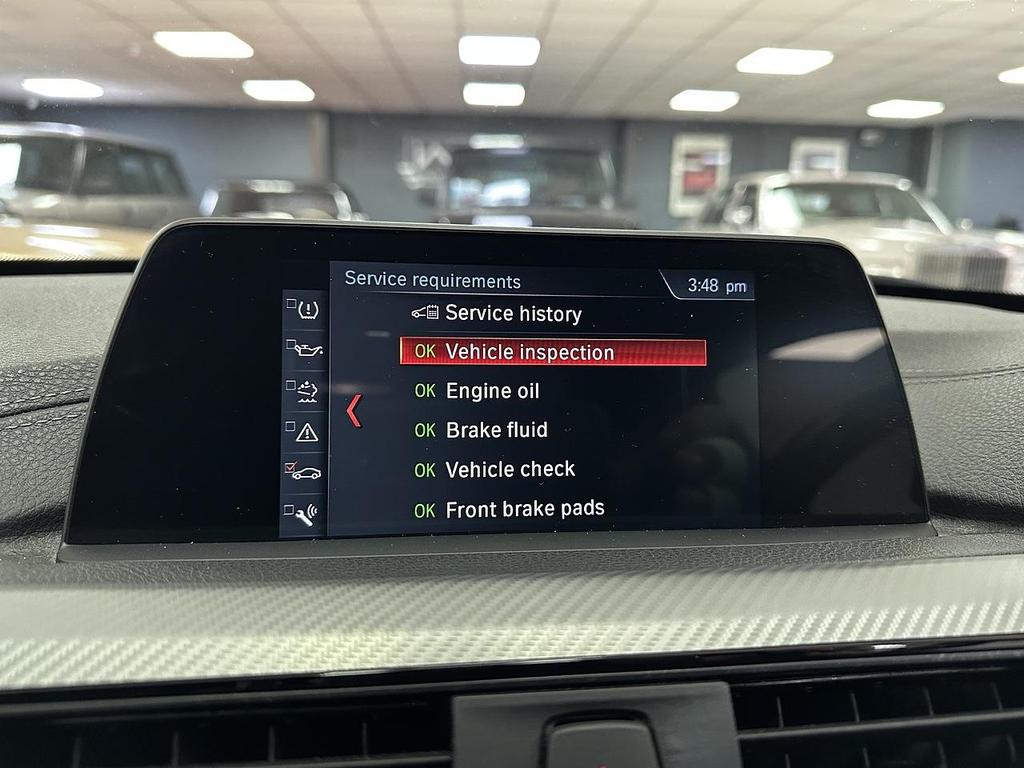 Service requirements
3:48 pm
Service history
OK Vehicle inspection
OK Engine oil
OK Brake fluid
OK Vehicle check
OK Front brake pads